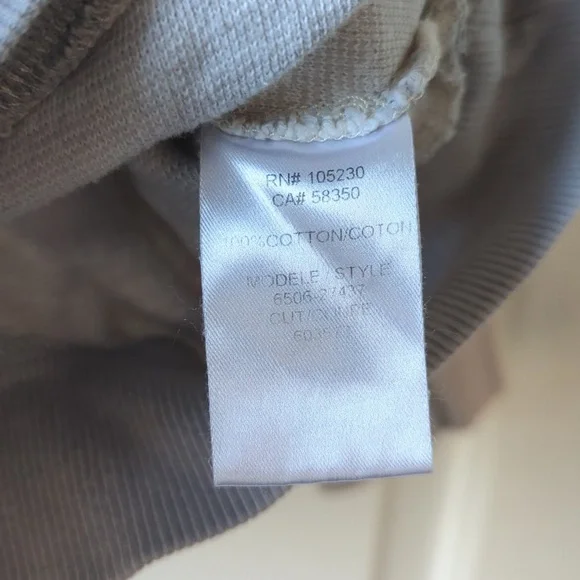 RN# 105230
CA# 58350
100%COTTON/COTON
MODELE / STYLE
CUT/COUPE